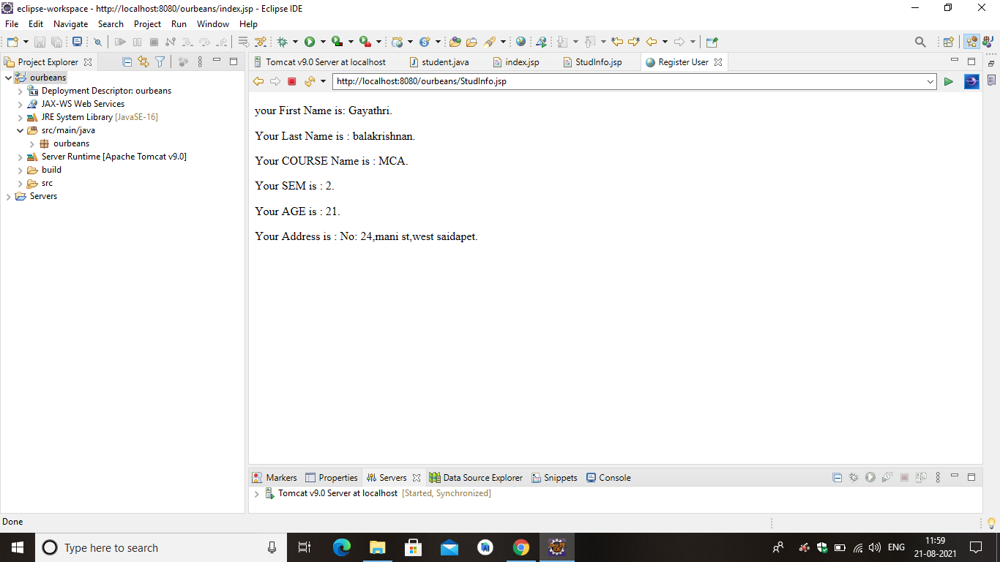 eclipse-workspace - http://localhost:8080/ourbeans/index.jsp - Eclipse IDE
File Edit Navigate Search Project Run Window Help
Project Explorer
ourbeans
Deployment Descriptor: ourbeans
JAX-WS Web Services
JRE System Library [JavaSE-16]
src/main/java
ourbeans
Server Runtime [Apache Tomcat v9.0]
build
src
Servers
Tomcat v9.0 Server at localhost student.java index.jsp StudInfo.jsp Register User
http://localhost:8080/ourbeans/StudInfo.jsp
your First Name is: Gayathri.
Your Last Name is : balakrishnan.
Your COURSE Name is : MCA.
Your SEM is : 2.
Your AGE is : 21.
Your Address is : No: 24,mani st,west saidapet.
Markers Properties Servers Data Source Explorer Snippets Console
Tomcat v9.0 Server at localhost [Started, Synchronized]
Done
Type here to search
ENG
11:59
21-08-2021